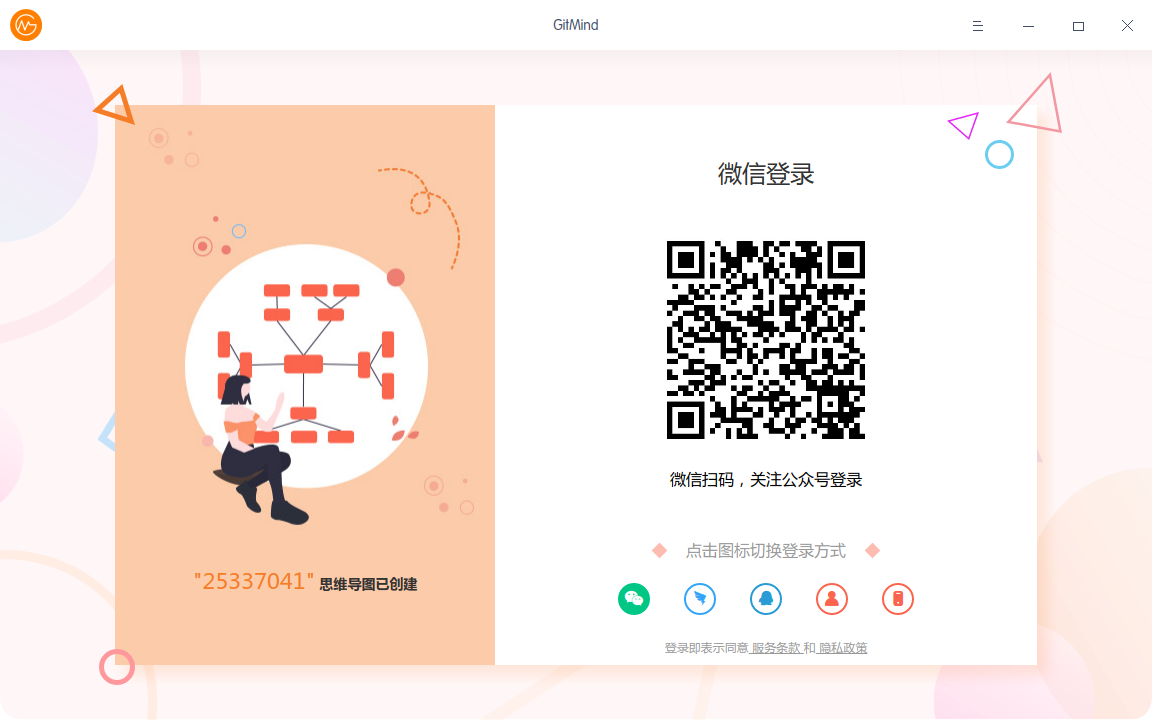 GitMind
微信登录
微信扫码，关注公众号登录
点击图标切换登录方式
"25337041" 思维导图已创建
登录即表示同意 服务条款 和 隐私政策